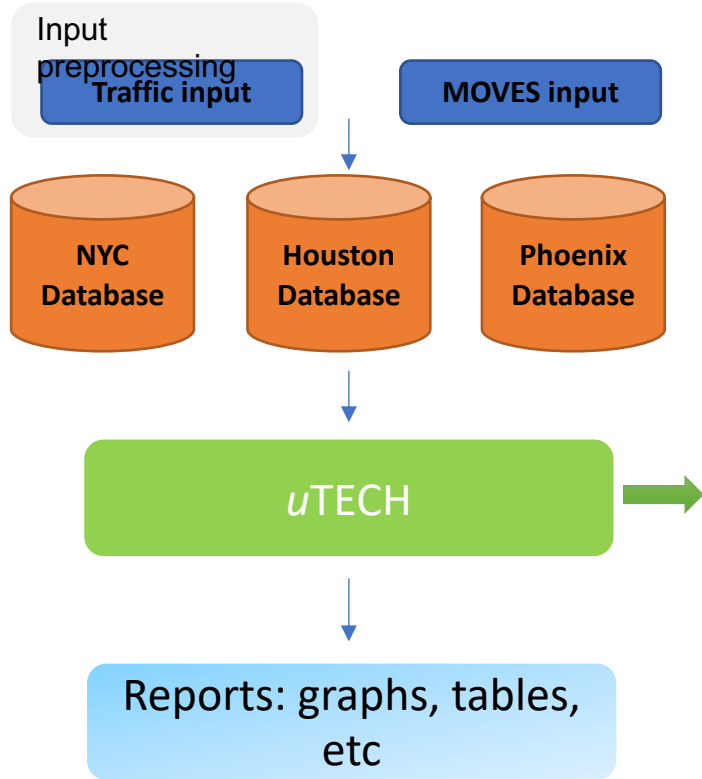 Input
preprocessing
Traffic input
MOVES input
NYC
Database
Houston
Database
Phoenix
Database
uTECH
Reports: graphs, tables,
etc